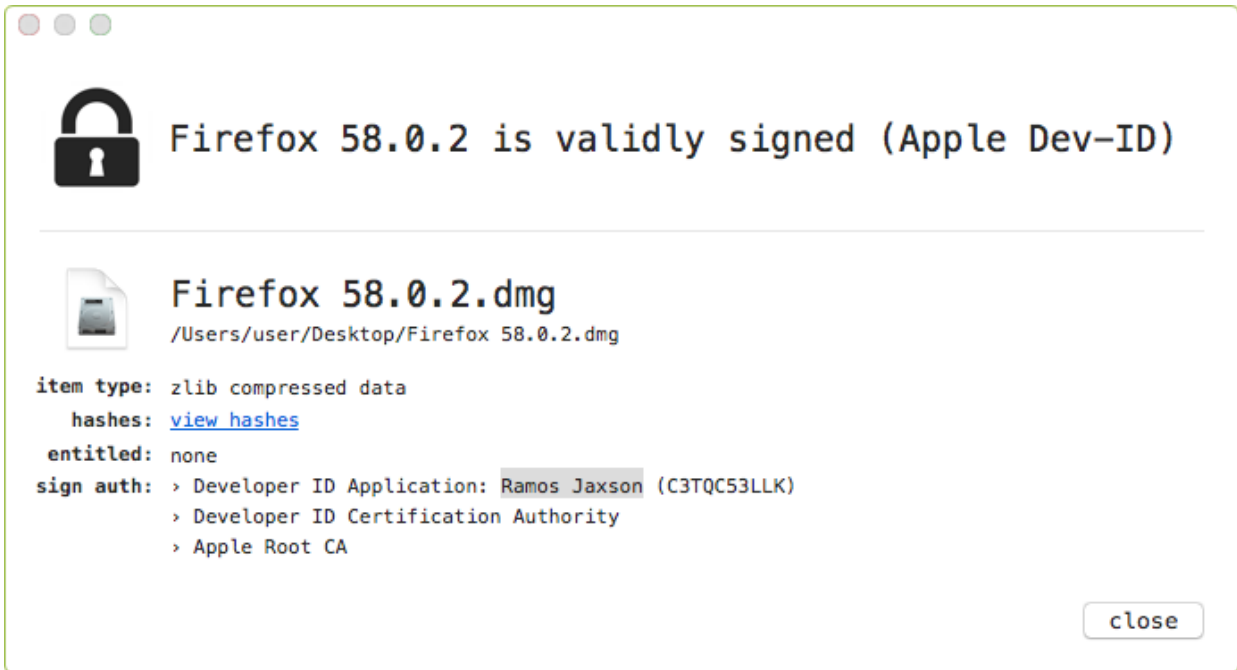 Firefox 58.0.2 is validly signed (Apple Dev-ID)
Firefox 58.0.2.dmg
/Users/user/Desktop/Firefox 58.0.2.dmg
item type: zlib compressed data
hashes: view hashes
entitled: none
sign auth: › Developer ID Application: Ramos Jaxson (C3TQC53LLK)
› Developer ID Certification Authority
› Apple Root CA
close